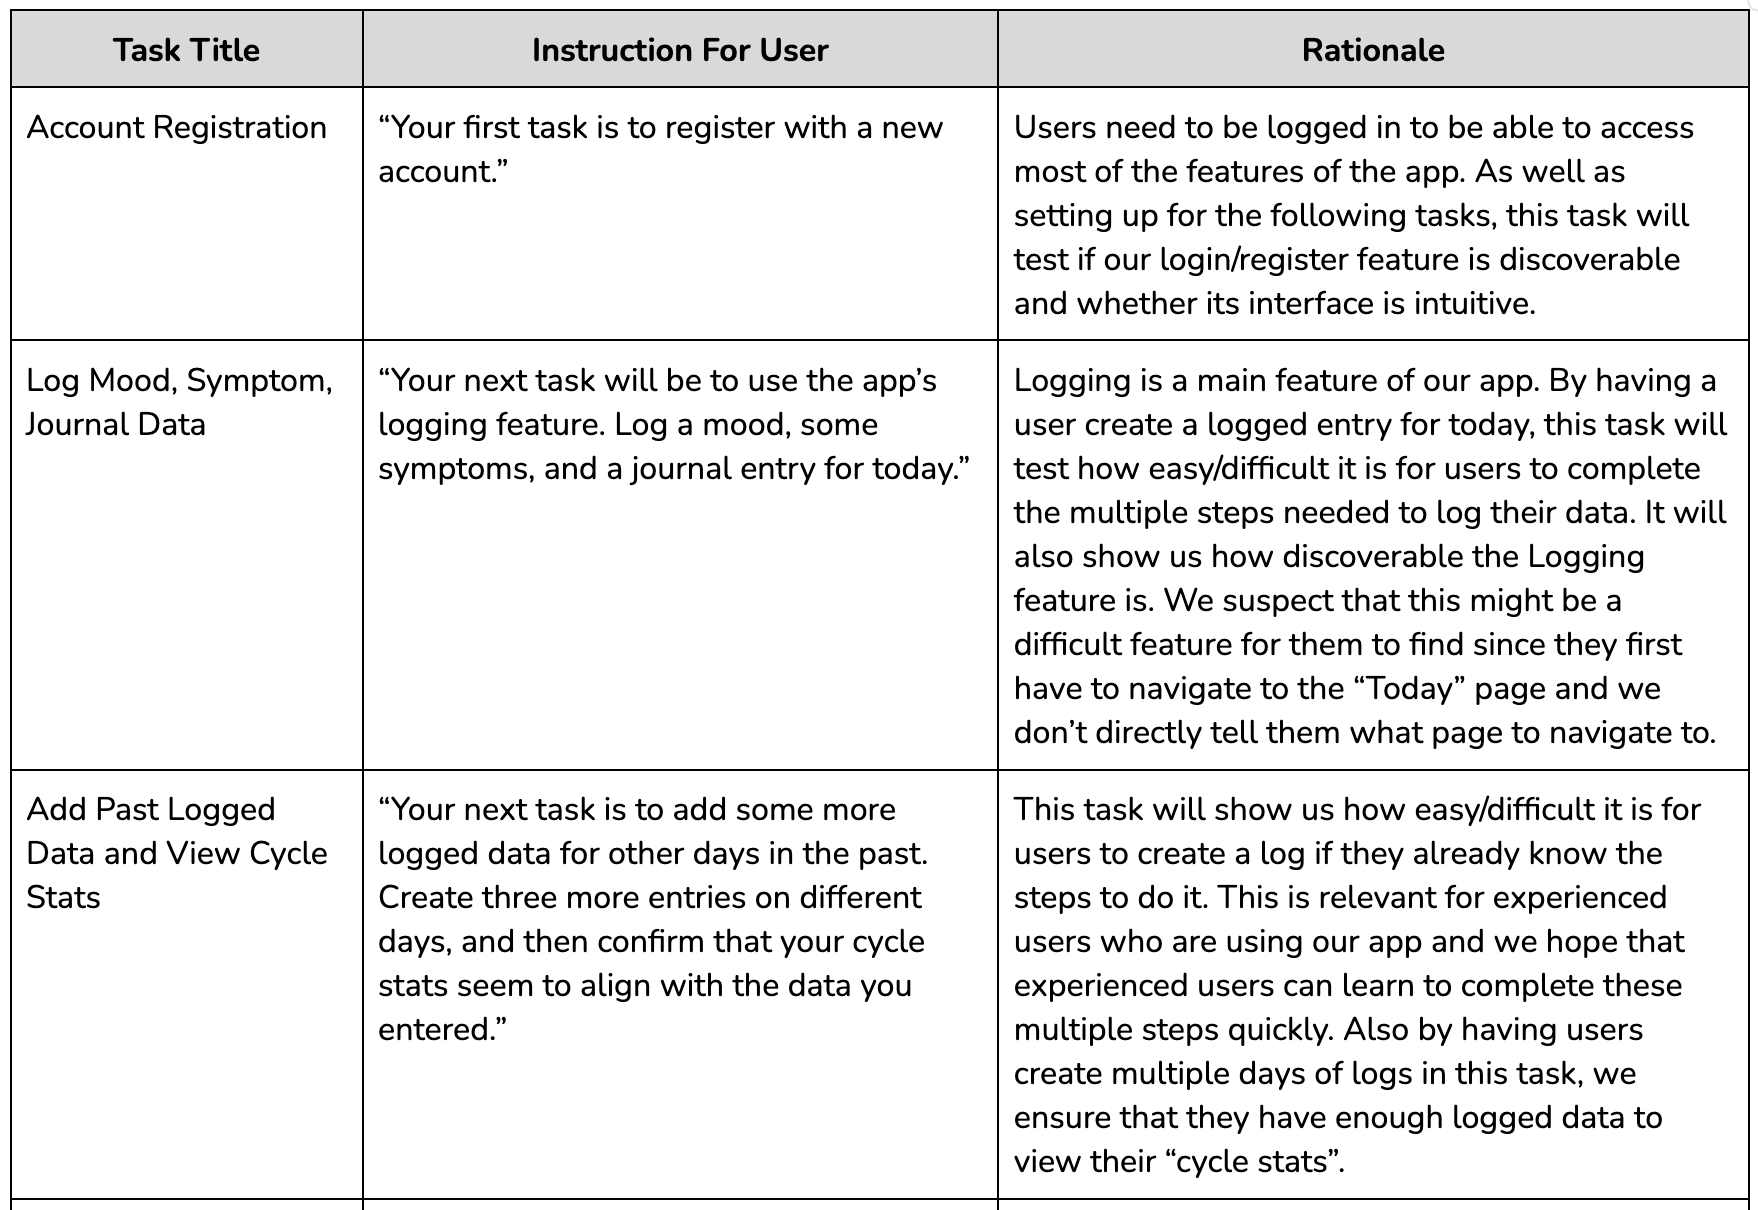 Task Title
Instruction For User
Rationale
Account Registration
“Your first task is to register with a new
account.”
Users need to be logged in to be able to access
most of the features of the app. As well as
setting up for the following tasks, this task will
test if our login/register feature is discoverable
and whether its interface is intuitive.
Log Mood, Symptom,
Journal Data
“Your next task will be to use the app’s
logging feature. Log a mood, some
symptoms, and a journal entry for today.”
Logging is a main feature of our app. By having a
user create a logged entry for today, this task will
test how easy/difficult it is for users to complete
the multiple steps needed to log their data. It will
also show us how discoverable the Logging
feature is. We suspect that this might be a
difficult feature for them to find since they first
have to navigate to the “Today” page and we
don’t directly tell them what page to navigate to.
Add Past Logged
Data and View Cycle
Stats
“Your next task is to add some more
logged data for other days in the past.
Create three more entries on different
days, and then confirm that your cycle
stats seem to align with the data you
entered.”
This task will show us how easy/difficult it is for
users to create a log if they already know the
steps to do it. This is relevant for experienced
users who are using our app and we hope that
experienced users can learn to complete these
multiple steps quickly. Also by having users
create multiple days of logs in this task, we
ensure that they have enough logged data to
view their “cycle stats”.